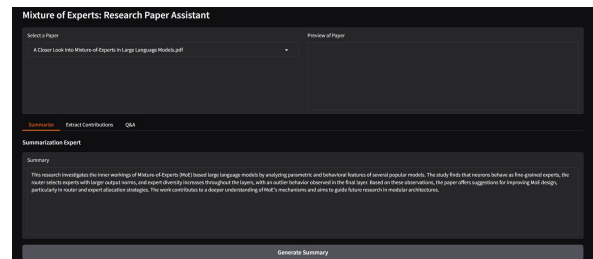 Mixture of Experts: Research Paper Assistant
Select a Paper
Preview of Paper
A Closer Look into Mixture-of-Experts in Large Language Models.pdf
Summarize Extract Contributions Q&A
Summarization Expert
Summary
This research investigates the inner workings of Mixture-of-Experts (MoE) based large language models by analyzing parametric and behavioral features of several popular models. The study finds that neurons behave as fine-grained experts, the
router selects experts with larger output norms, and expert diversity increases throughout the layers, with an outlier behavior observed in the final layer. Based on these observations, the paper offers suggestions for improving MoE design,
particularly in router and expert allocation strategies. The work contributes to a deeper understanding of MoE's mechanisms and aims to guide future research in modular architectures.
Generate Summary